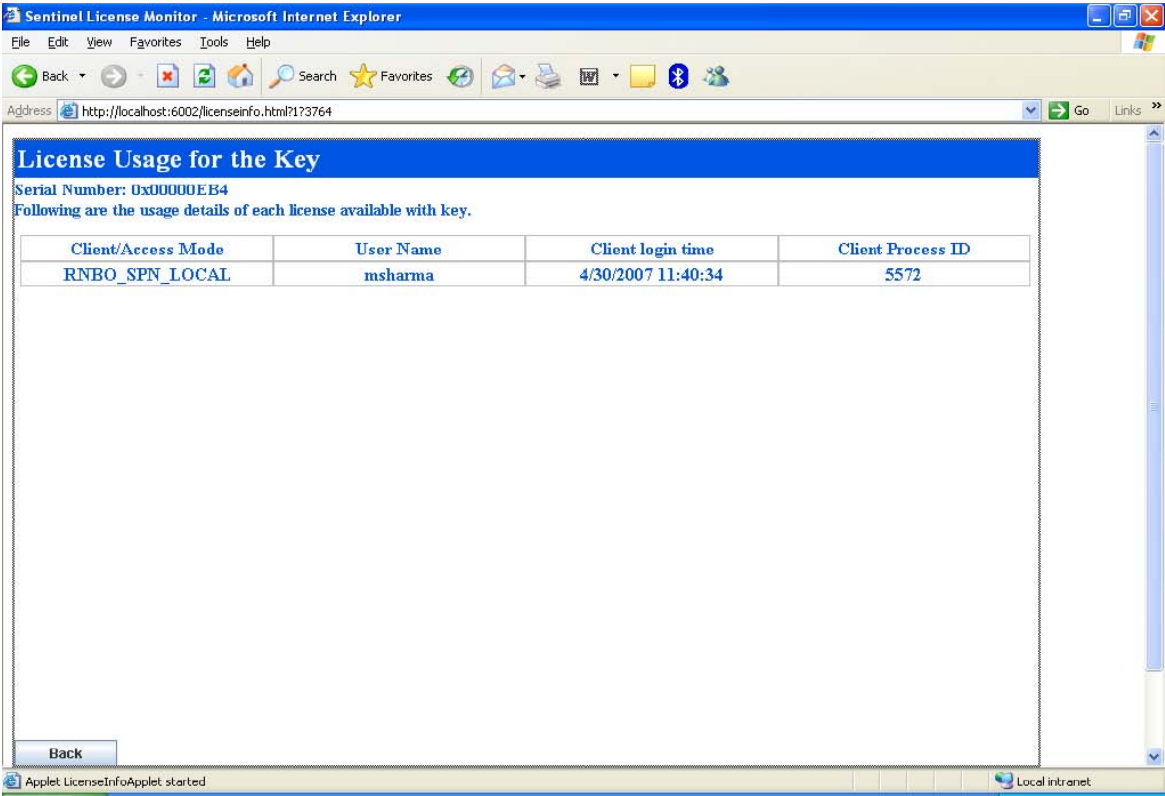 Sentinel License Monitor - Microsoft Internet Explorer
File Edit View Favorites Tools Help
Back Search Favorites
Address http://localhost:6002/licenseinfo.html?1?3764 Go Links »
License Usage for the Key
Serial Number: 0x00000EB4
Following are the usage details of each license available with key.
Client/Access Mode User Name Client login time Client Process ID
RNBO_SPN_LOCAL msharma 4/30/2007 11:40:34 5572
Back
Applet LicenseInfoApplet started Local intranet